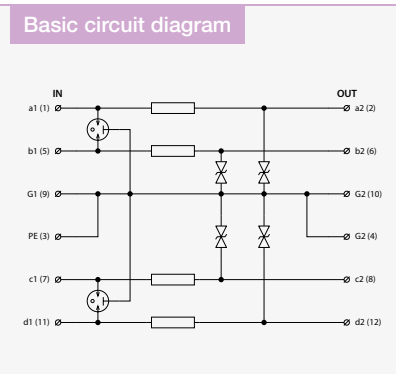 Basic circuit diagram
IN OUT
a1 (1) a2 (2)
b1 (5) b2 (6)
G1 (9) G2 (10)
PE (3) G2 (4)
c1 (7) c2 (8)
d1 (11) d2 (12)